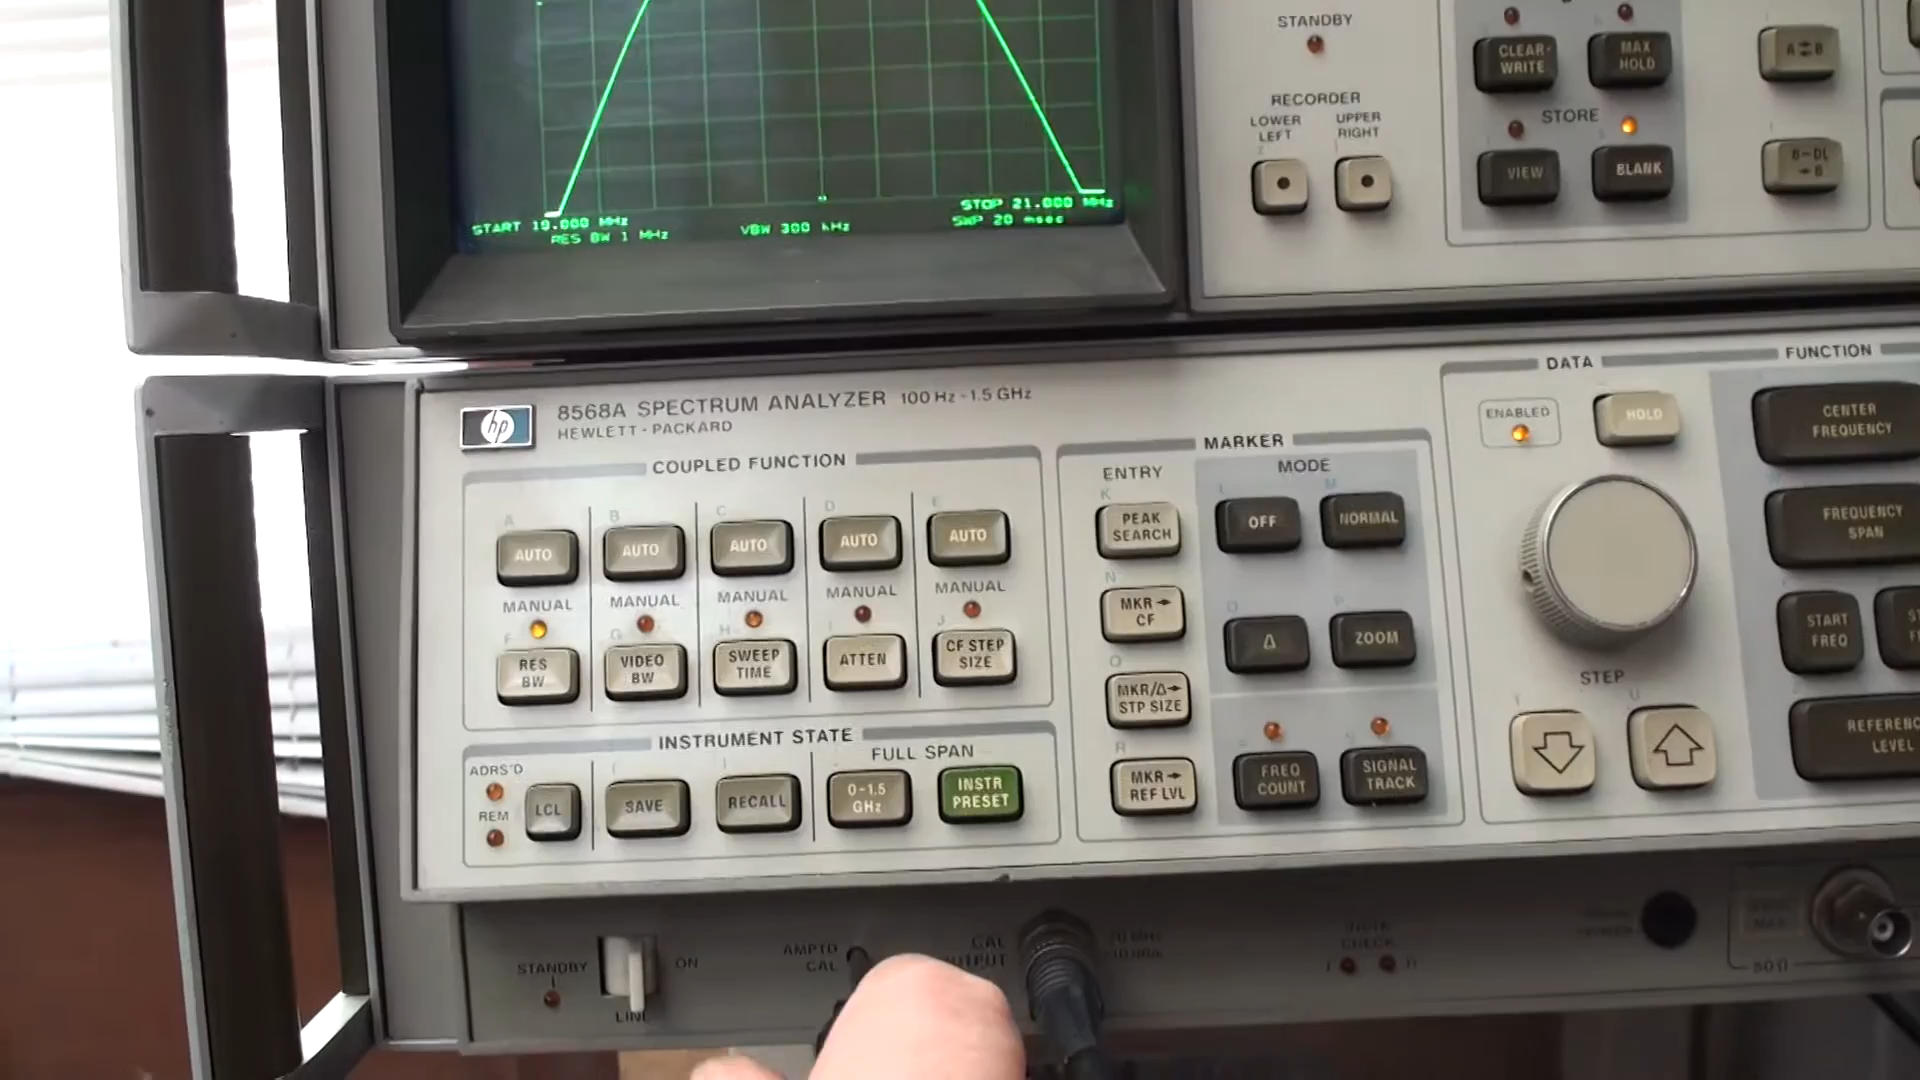 START 19.000 MHz
STOP 21.000 MHz
RES BW 1 MHz
VBW 300 kHz
SWP 20 msec
STANDBY
RECORDER
LOWER LEFT
UPPER RIGHT
CLEAR-WRITE
MAX HOLD
STORE
VIEW
BLANK
A⇄B
B-DL→B
hp
8568A SPECTRUM ANALYZER 100 Hz - 1.5 GHz
HEWLETT - PACKARD
COUPLED FUNCTION
A
B
C
D
E
AUTO
AUTO
AUTO
AUTO
AUTO
MANUAL
MANUAL
MANUAL
MANUAL
MANUAL
F
G
H
I
J
RES BW
VIDEO BW
SWEEP TIME
ATTEN
CF STEP SIZE
INSTRUMENT STATE
FULL SPAN
ADRS'D
REM
LCL
SAVE
RECALL
0-1.5 GHz
INSTR PRESET
MARKER
ENTRY
MODE
K
PEAK SEARCH
L
OFF
M
NORMAL
N
MKR→CF
O
Δ
P
ZOOM
Q
MKR/Δ→STP SIZE
R
MKR→REF LVL
FREQ COUNT
SIGNAL TRACK
DATA
ENABLED
HOLD
STEP
FUNCTION
CENTER FREQUENCY
FREQUENCY SPAN
START FREQ
REFERENC
LEVEL
STANDBY
ON
LINE
AMPTD CAL
CAL
50Ω